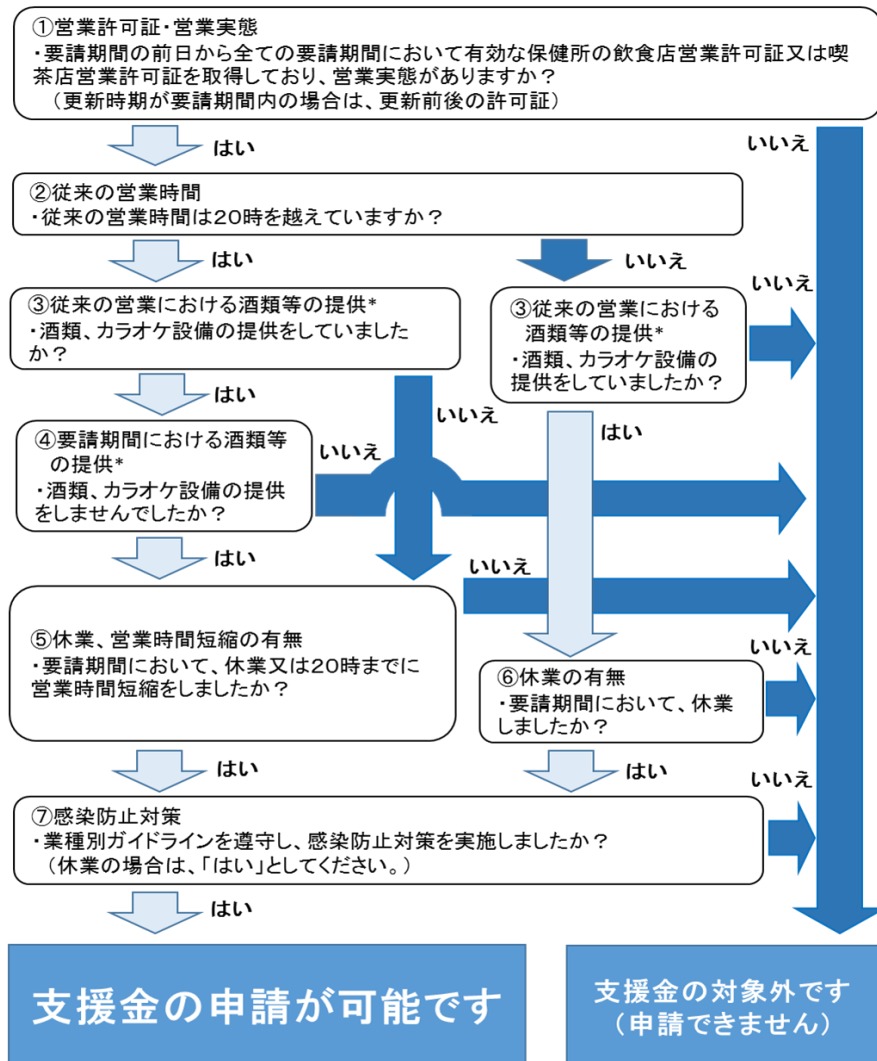 ①営業許可証・営業実態
・要請期間の前日から全ての要請期間において有効な保健所の飲食店営業許可証又は喫
茶店営業許可証を取得しており、営業実態がありますか？
（更新時期が要請期間内の場合は、更新前後の許可証）
はい
いいえ
②従来の営業時間
・従来の営業時間は２０時を越えていますか？
はい
いいえ
③従来の営業における酒類等の提供*
・酒類、カラオケ設備の提供をしていました
か？
③従来の営業における
酒類等の提供*
・酒類、カラオケ設備の
提供をしていましたか？
いいえ
はい
いいえ
はい
④要請期間における酒類等
の提供*
・酒類、カラオケ設備の提供
をしませんでしたか？
いいえ
はい
いいえ
⑤休業、営業時間短縮の有無
・要請期間において、休業又は２０時までに
営業時間短縮をしましたか？
⑥休業の有無
・要請期間において、休業
しましたか？
いいえ
はい
はい
⑦感染防止対策
・業種別ガイドラインを遵守し、感染防止対策を実施しましたか？
（休業の場合は、「はい」としてください。）
いいえ
はい
支援金の申請が可能です
支援金の対象外です
（申請できません）